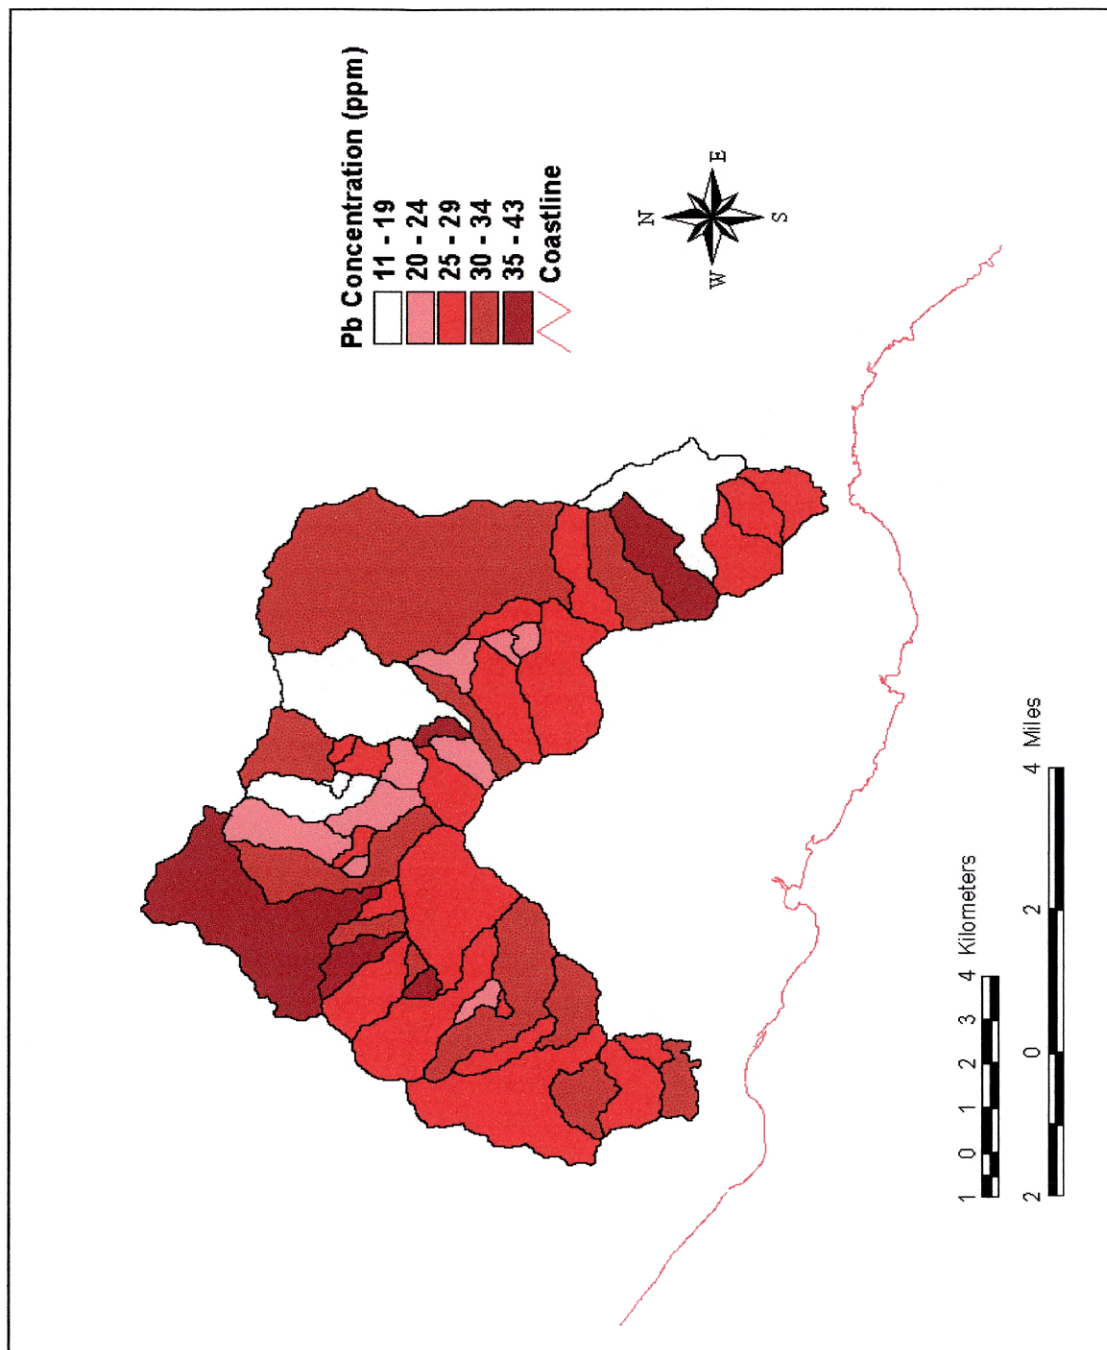 Pb Concentration (ppm)
11 - 19
20 - 24
25 - 29
30 - 34
35 - 43
Coastline
N
W E
S
1 0 1 2 3 4 Kilometers
2 0 2 4 Miles